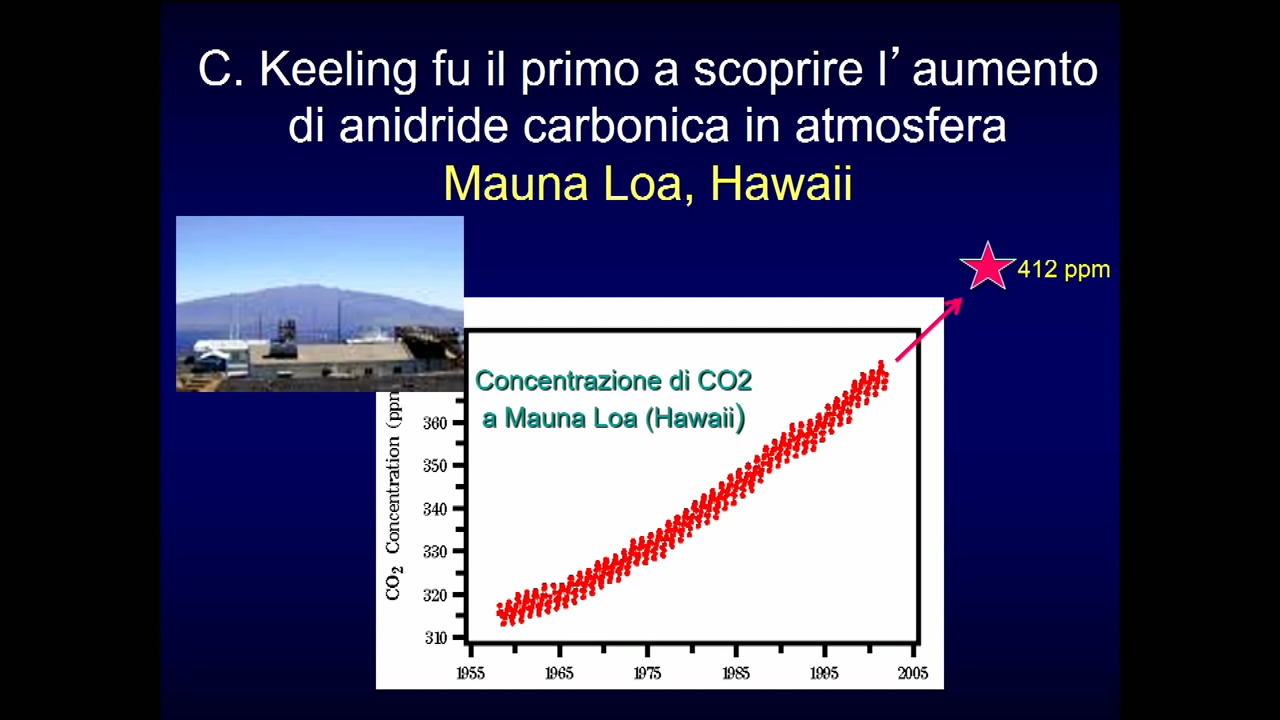 C. Keeling fu il primo a scoprire l’ aumento
di anidride carbonica in atmosfera
Mauna Loa, Hawaii
412 ppm
Concentrazione di CO2
a Mauna Loa (Hawaii)
CO₂ Concentration (ppm
360
350
340
330
320
310
1955 1965 1975 1985 1995 2005